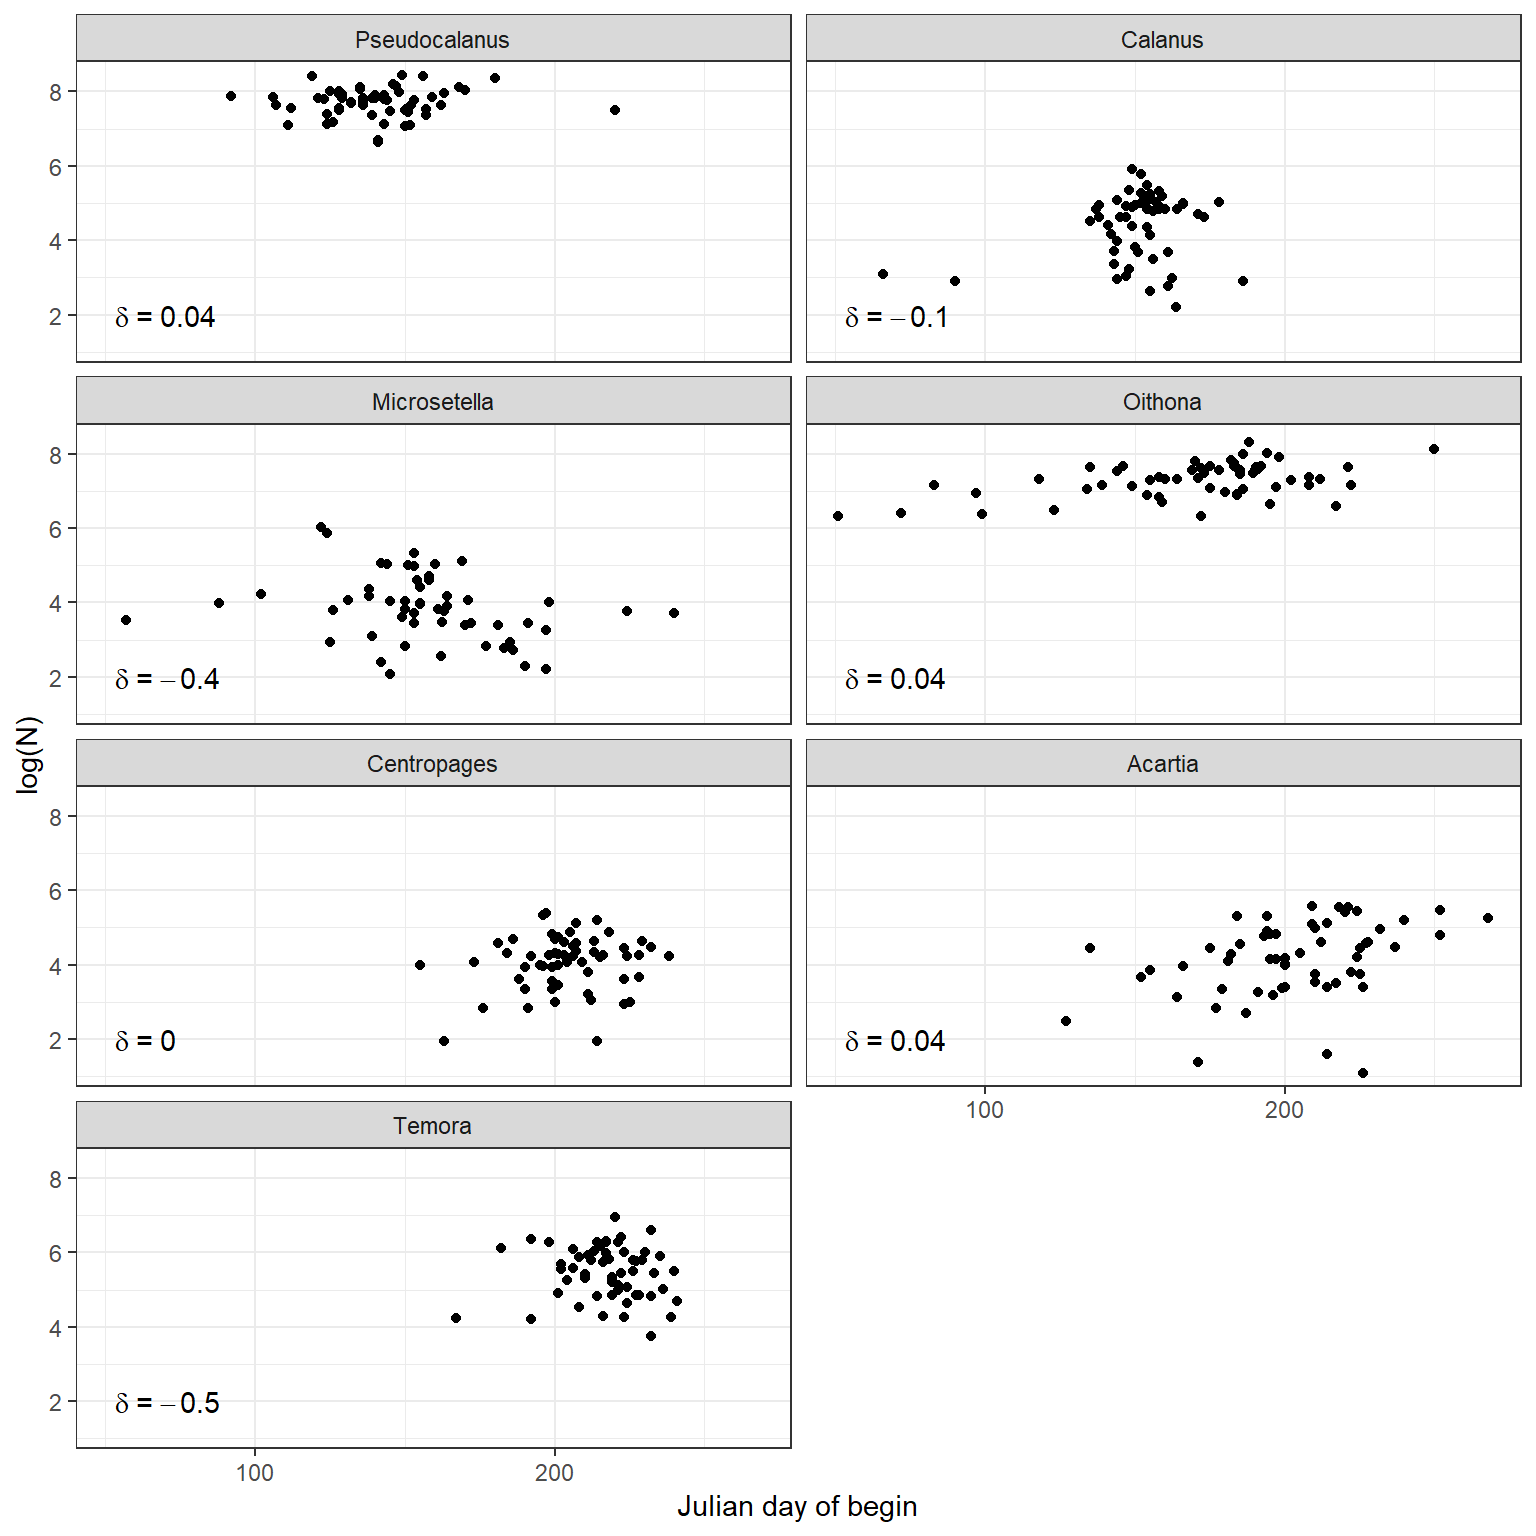 Pseudocalanus
Calanus
8
6
4
2
δ = 0.04
δ = −0.1
Microsetella
Oithona
8
6
4
2
δ = −0.4
δ = 0.04
log(N)
Centropages
Acartia
8
6
4
2
δ = 0
δ = 0.04
100
200
Temora
8
6
4
2
δ = −0.5
100
200
Julian day of begin